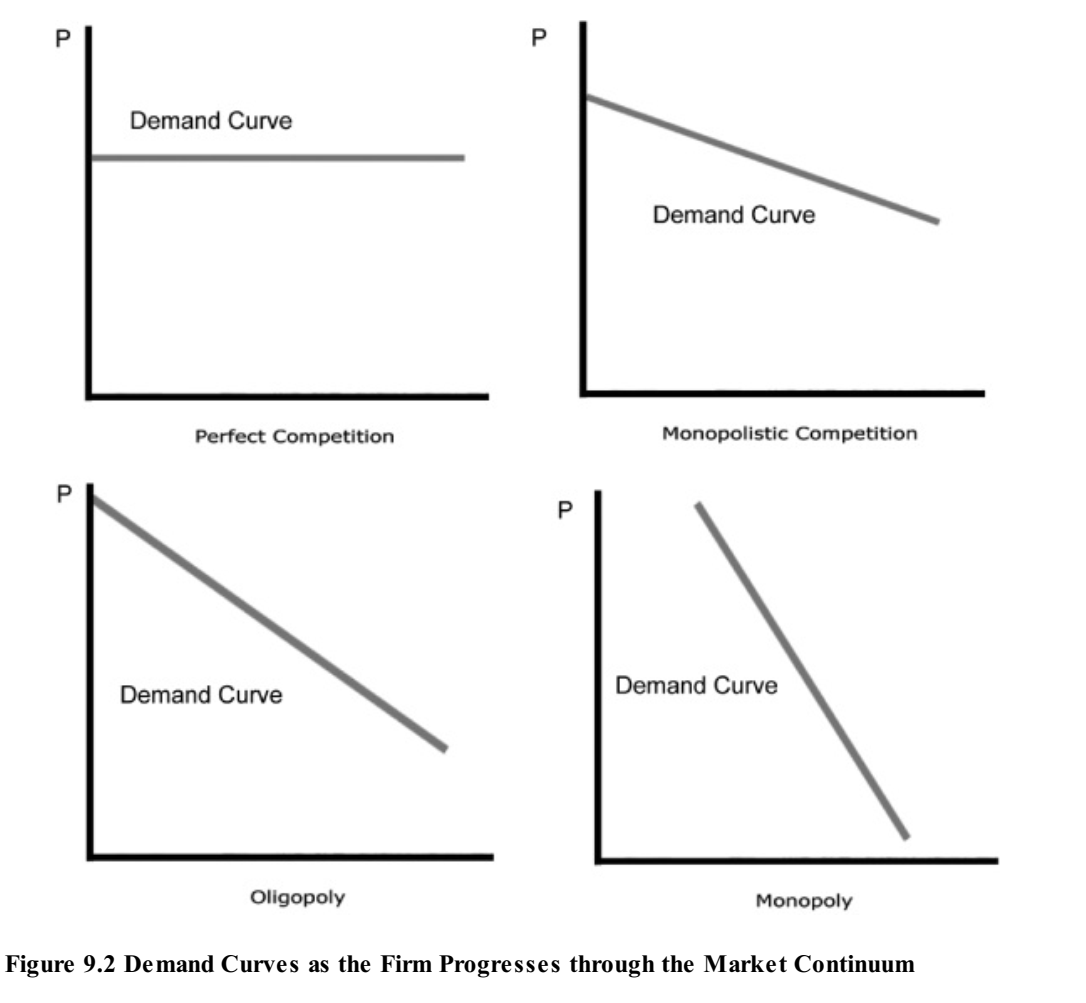 P
Demand Curve
Perfect Competition
P
Demand Curve
Monopolistic Competition
P
Demand Curve
Oligopoly
P
Demand Curve
Monopoly
Figure 9.2 Demand Curves as the Firm Progresses through the Market Continuum